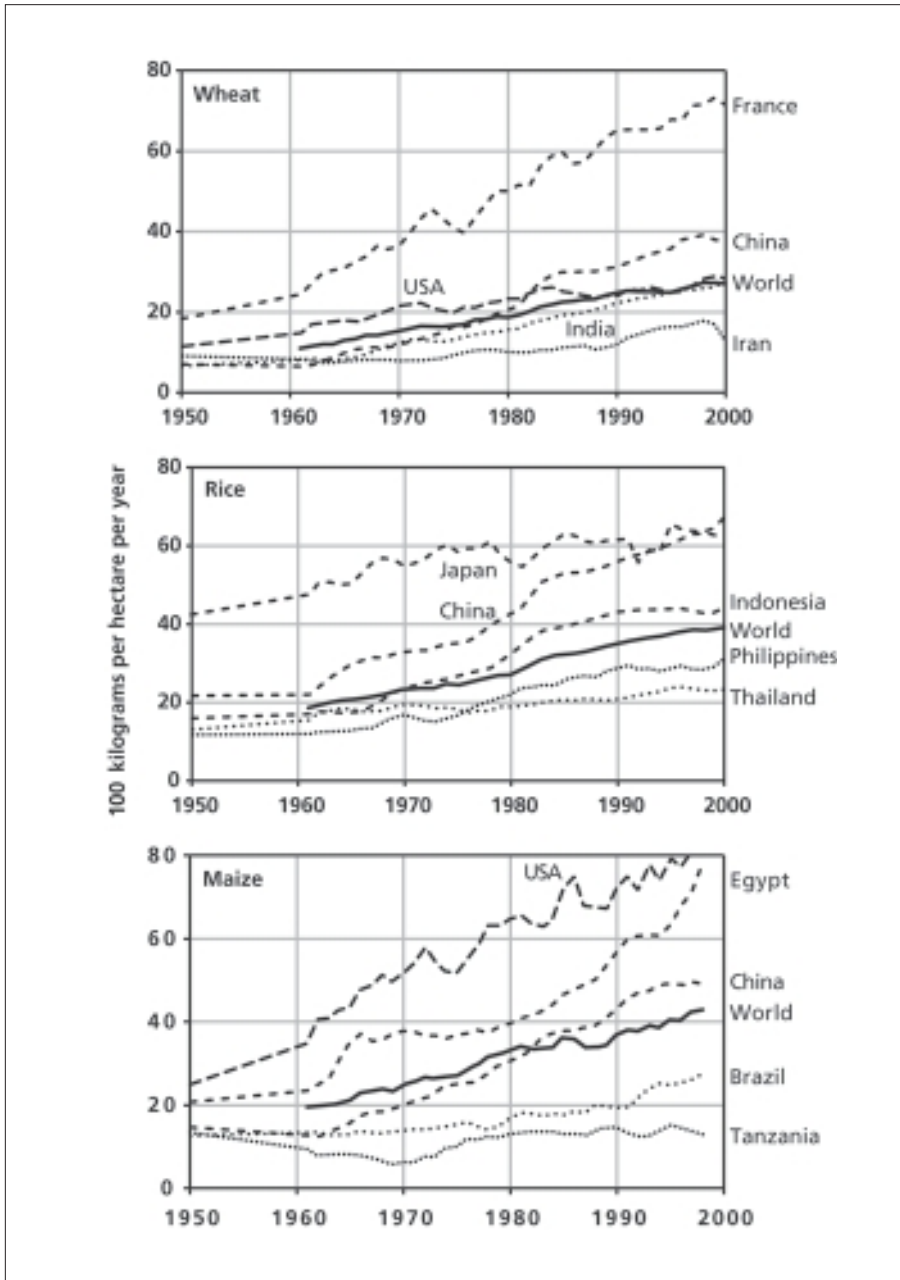 100 kilograms per hectare per year
Wheat
80
60
40
20
0
1950 1960 1970 1980 1990 2000
France
China
World
USA
India
Iran
Rice
80
60
40
20
0
1950 1960 1970 1980 1990 2000
Japan
China
Indonesia
World
Philippines
Thailand
Maize
80
60
40
20
0
1950 1960 1970 1980 1990 2000
USA
Egypt
China
World
Brazil
Tanzania